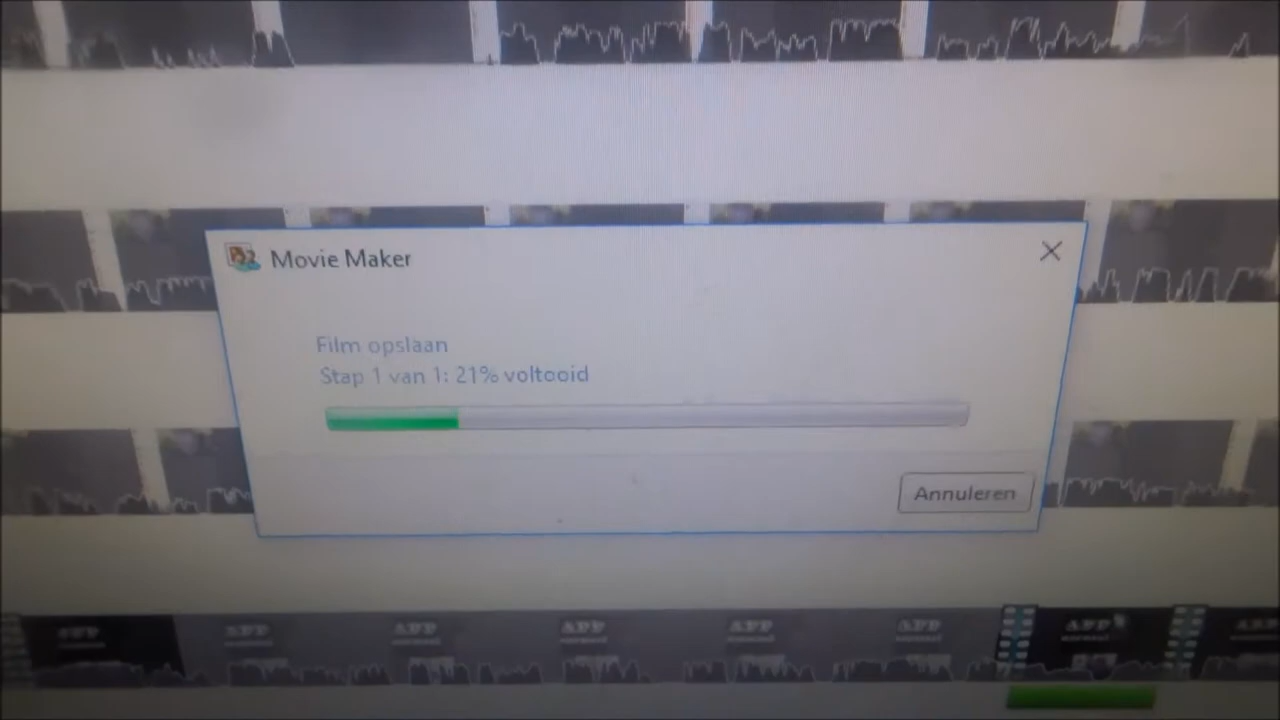 Movie Maker
Film opslaan
Stap 1 van 1: 21% voltooid
Annuleren